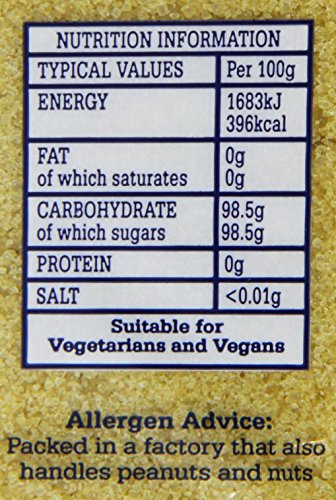 NUTRITION INFORMATION
TYPICAL VALUES Per 100g
ENERGY 1683kJ
396kcal
FAT 0g
of which saturates 0g
CARBOHYDRATE 98.5g
of which sugars 98.5g
PROTEIN 0g
SALT <0.01g
Suitable for
Vegetarians and Vegans
Allergen Advice:
Packed in a factory that also
handles peanuts and nuts